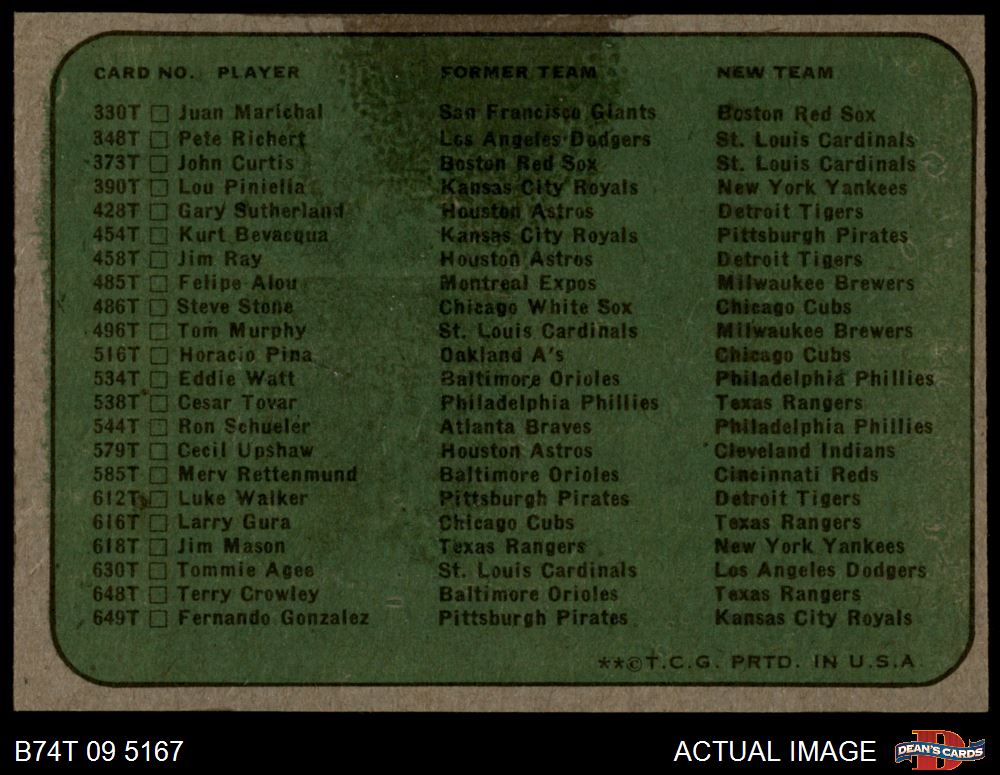 CARD NO. PLAYER FORMER TEAM NEW TEAM
330T Juan Marichal San Francisco Giants Boston Red Sox
348T Pete Richert Los Angeles Dodgers St. Louis Cardinals
373T John Curtis Boston Red Sox St. Louis Cardinals
390T Lou Piniella Kansas City Royals New York Yankees
428T Gary Sutherland Houston Astros Detroit Tigers
454T Kurt Bevacqua Kansas City Royals Pittsburgh Pirates
458T Jim Ray Houston Astros Detroit Tigers
485T Felipe Alou Montreal Expos Milwaukee Brewers
486T Steve Stone Chicago White Sox Chicago Cubs
496T Tom Murphy St. Louis Cardinals Milwaukee Brewers
516T Horacio Pina Oakland A's Chicago Cubs
534T Eddie Watt Baltimore Orioles Philadelphia Phillies
538T Cesar Tovar Philadelphia Phillies Texas Rangers
544T Ron Schueler Atlanta Braves Philadelphia Phillies
579T Cecil Upshaw Houston Astros Cleveland Indians
585T Merv Rettenmund Baltimore Orioles Cincinnati Reds
612T Luke Walker Pittsburgh Pirates Detroit Tigers
616T Larry Gura Chicago Cubs Texas Rangers
618T Jim Mason Texas Rangers New York Yankees
630T Tommie Agee St. Louis Cardinals Los Angeles Dodgers
648T Terry Crowley Baltimore Orioles Texas Rangers
649T Fernando Gonzalez Pittsburgh Pirates Kansas City Royals
**©T.C.G. PRTD. IN U.S.A.
B74T 09 5167 ACTUAL IMAGE DEAN'S CARDS